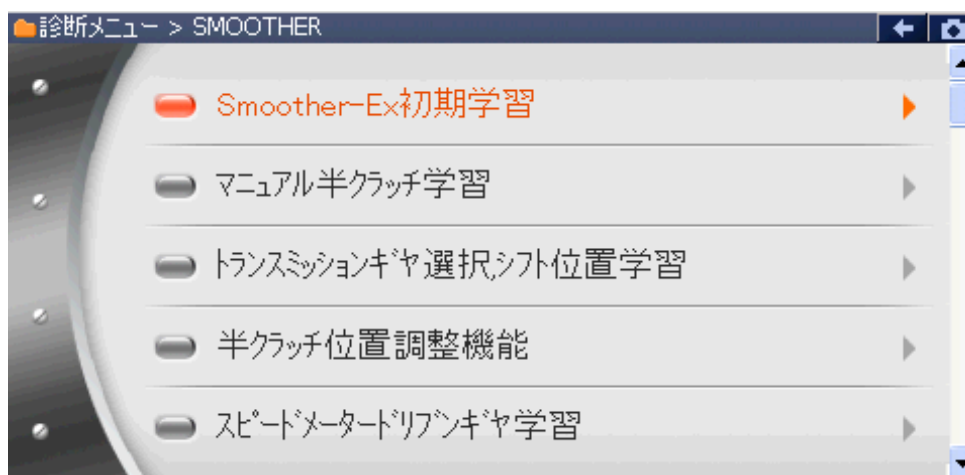 診断メニュー > SMOOTHER
Smoother-Ex初期学習
マニュアル半クラッチ学習
トランスミッションギヤ選択,シフト位置学習
半クラッチ位置調整機能
スピードメータードリブンギヤ学習